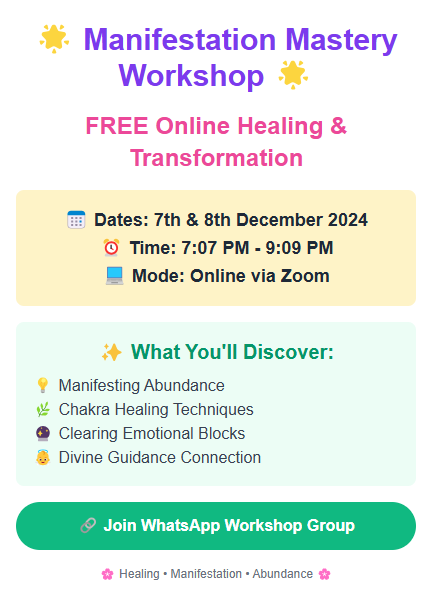 🌟 Manifestation Mastery
Workshop 🌟
FREE Online Healing &
Transformation
📅 Dates: 7th & 8th December 2024
⏰ Time: 7:07 PM - 9:09 PM
💻 Mode: Online via Zoom
✨ What You'll Discover:
💡 Manifesting Abundance
🌿 Chakra Healing Techniques
🔮 Clearing Emotional Blocks
👼 Divine Guidance Connection
🔗 Join WhatsApp Workshop Group
🌸 Healing • Manifestation • Abundance 🌸